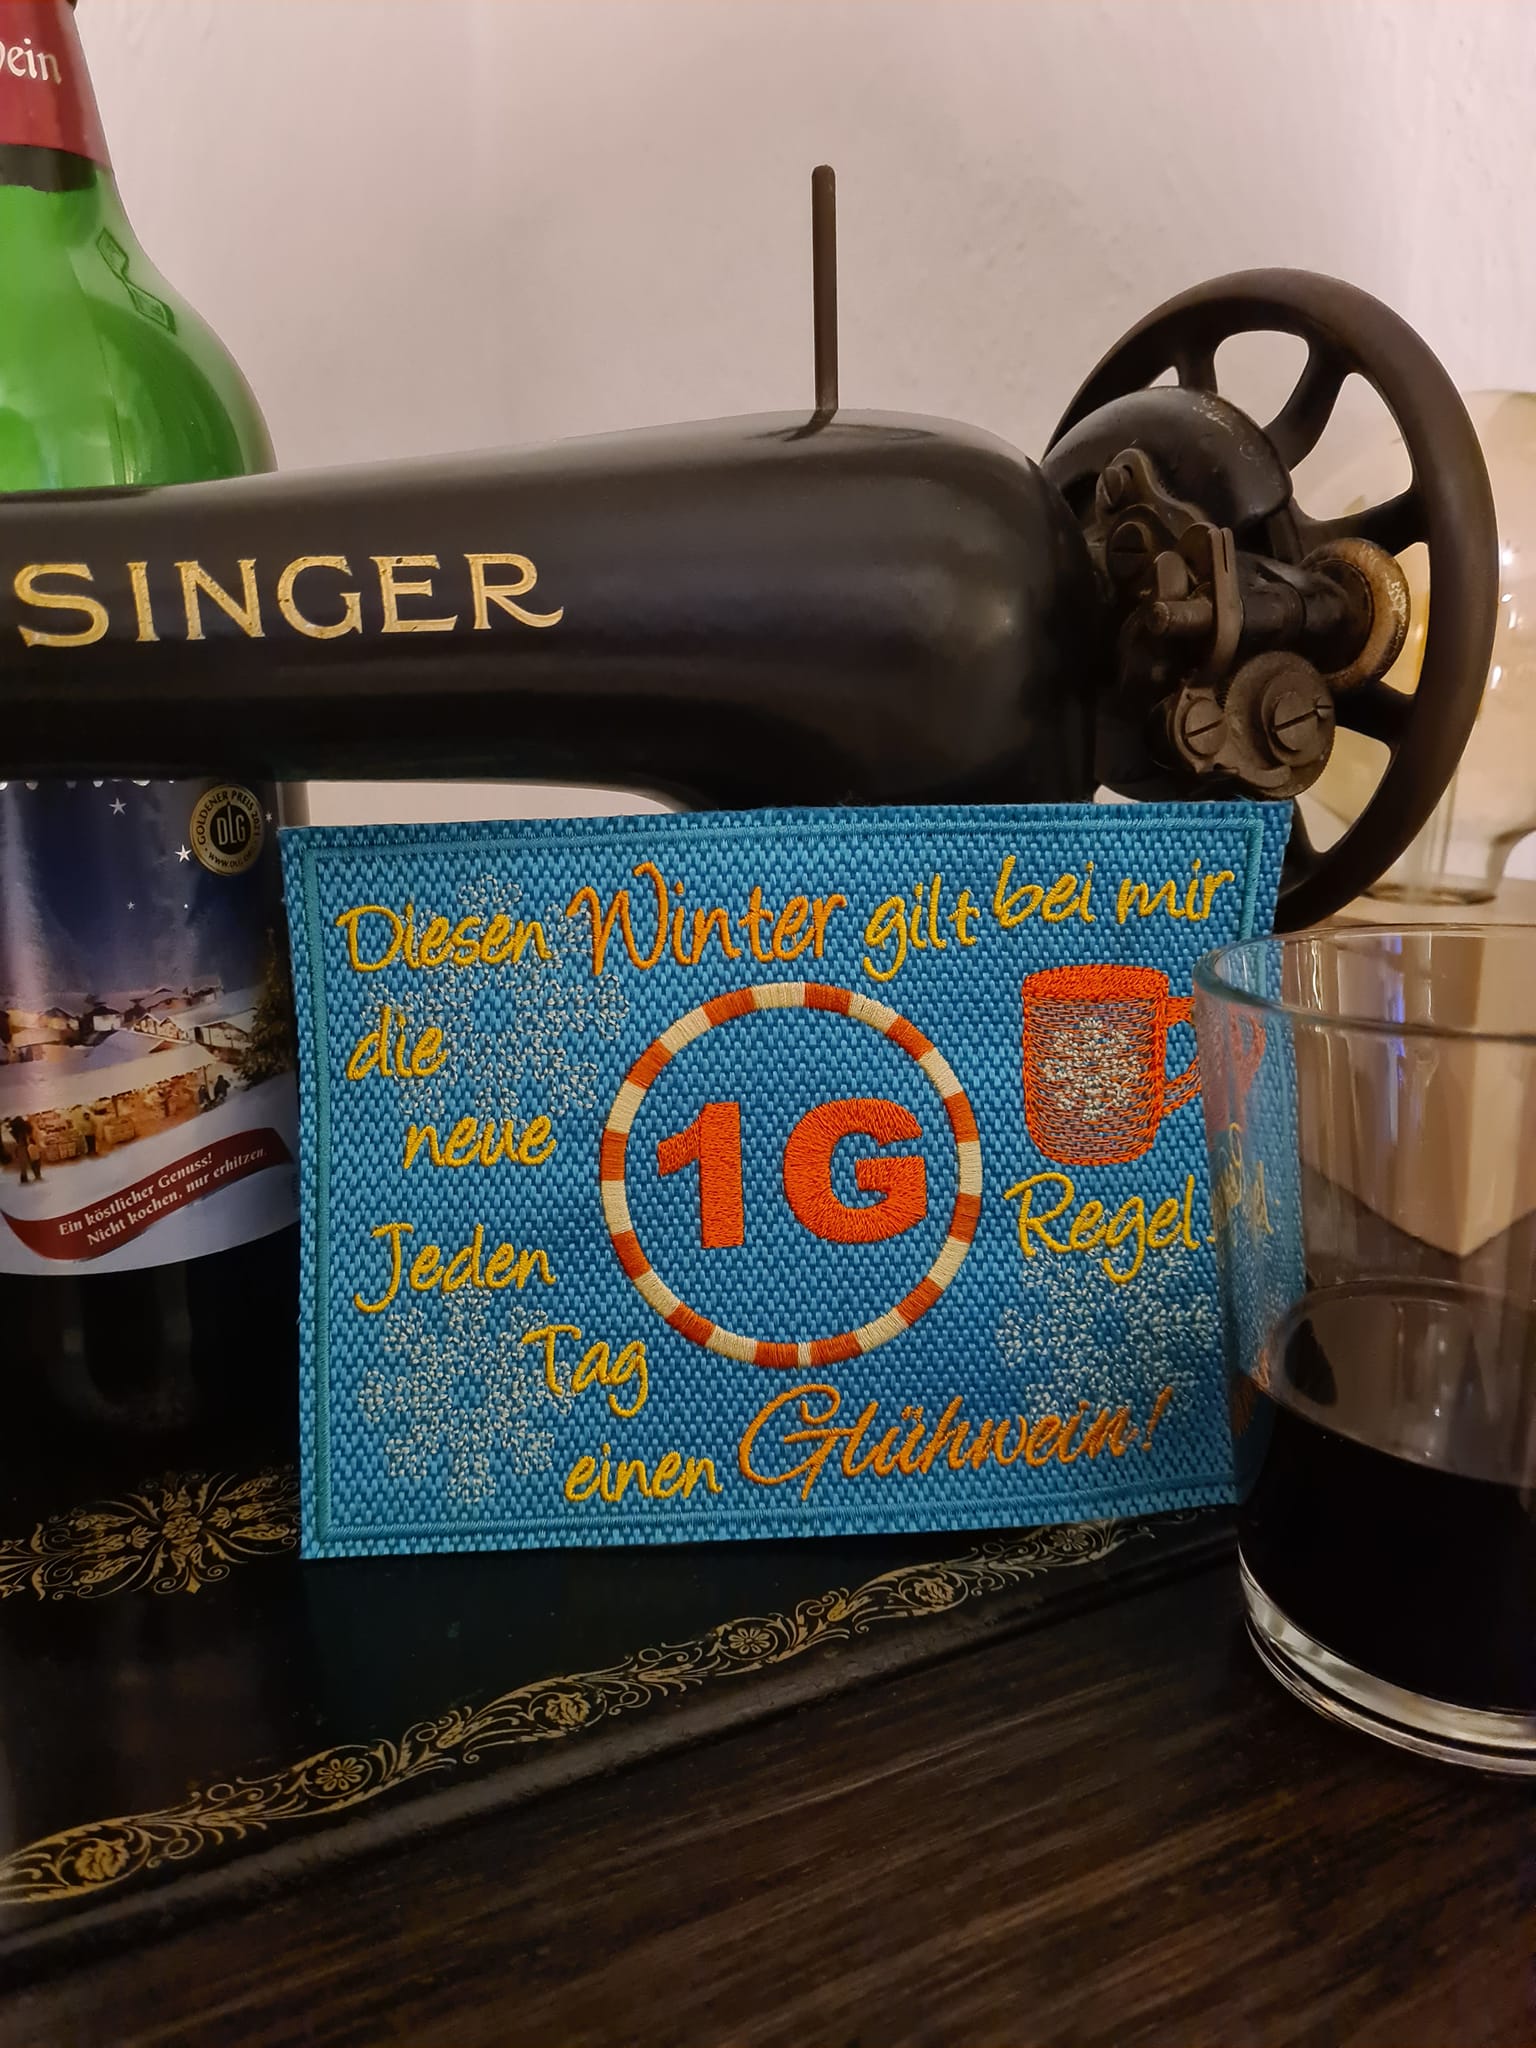 SINGER
GOLDENER PREIS 2021
DLG
Ein köstlicher Genuss!
Nicht kochen, nur erhitzen.
Diesen Winter gilt bei mir
die
neue
1G
Regel.
Jeden
Tag
einen Glühwein!